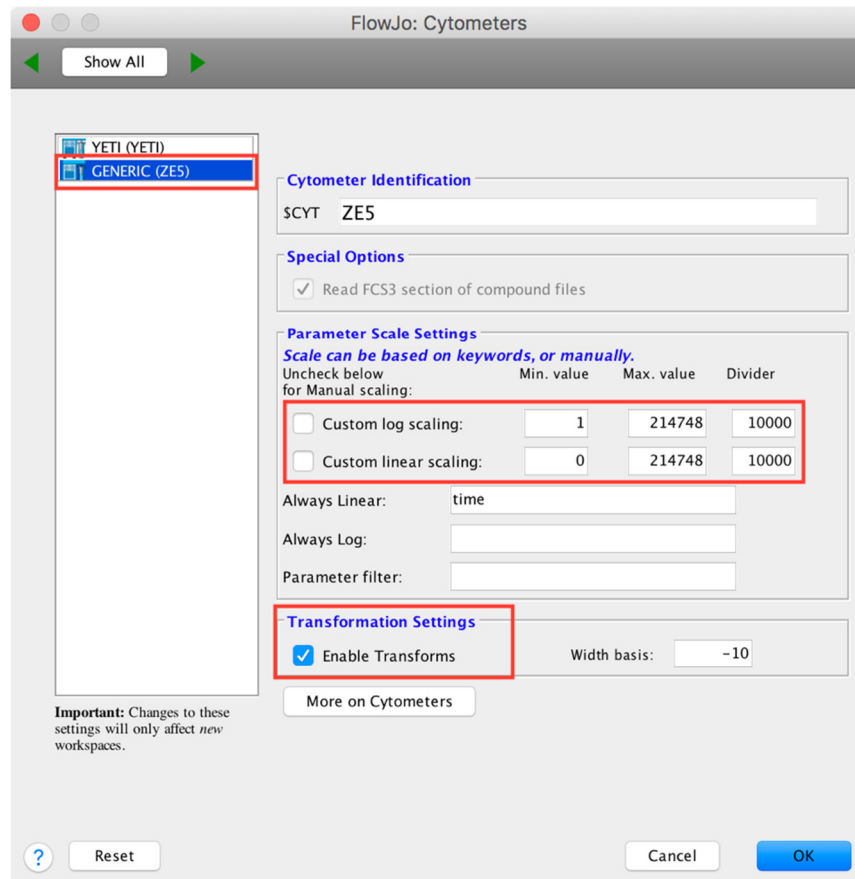 FlowJo: Cytometers
Show All
YETI (YETI)
GENERIC (ZE5)
Cytometer Identification
$CYT ZE5
Special Options
Read FCS3 section of compound files
Parameter Scale Settings
Scale can be based on keywords, or manually.
Uncheck below Min. value Max. value Divider
for Manual scaling:
Custom log scaling: 1 214748 10000
Custom linear scaling: 0 214748 10000
Always Linear: time
Always Log:
Parameter filter:
Transformation Settings
Enable Transforms Width basis: -10
More on Cytometers
Important: Changes to these
settings will only affect new
workspaces.
? Reset Cancel OK